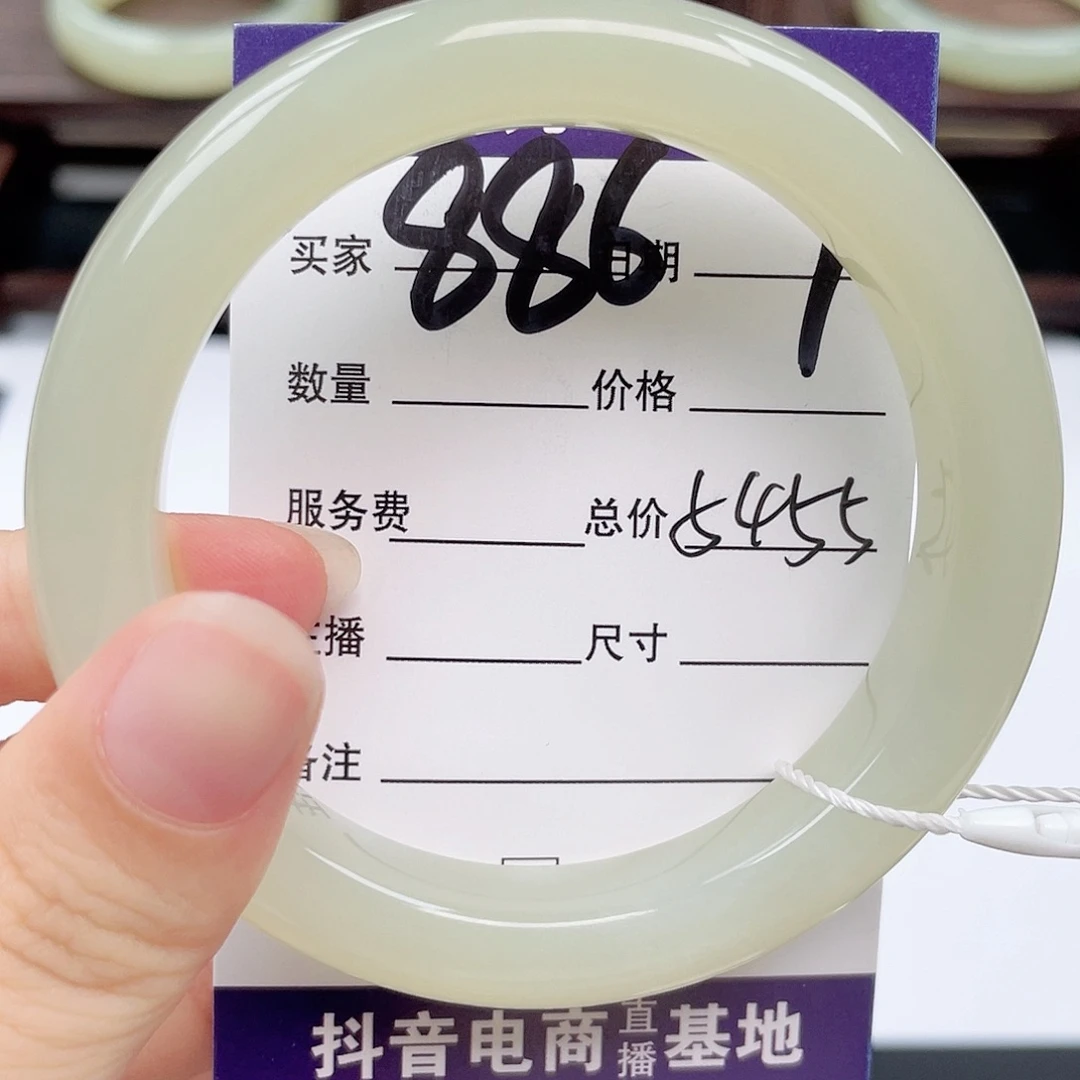 886
买家 日期
数量 价格
服务费 总价 5455
播 尺寸
备注
抖音电商直播基地